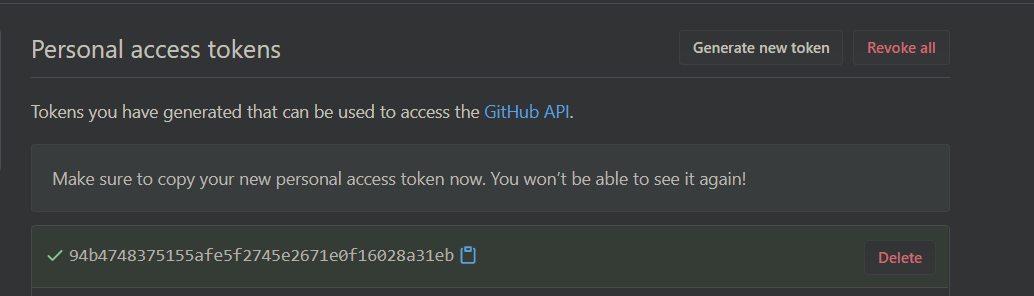 Personal access tokens
Generate new token
Revoke all
Tokens you have generated that can be used to access the GitHub API.
Make sure to copy your new personal access token now. You won’t be able to see it again!
94b4748375155afe5f2745e2671e0f16028a31eb
Delete